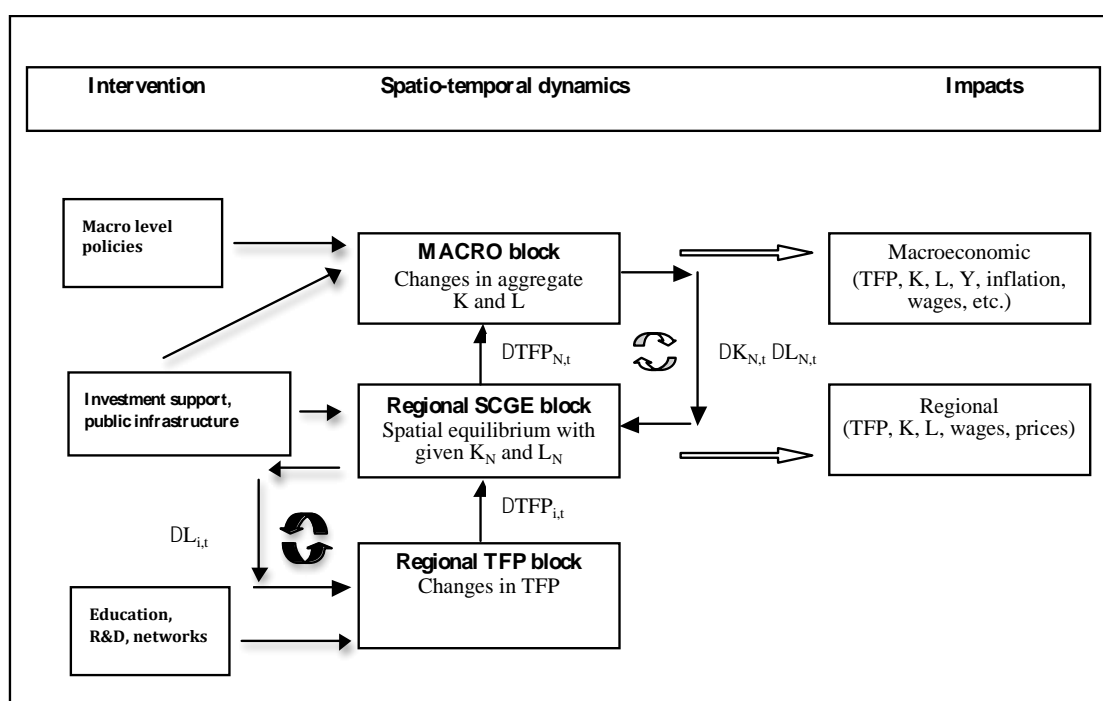 Intervention
Spatio-temporal dynamics
Impacts
Macro level
policies
MACRO block
Changes in aggregate
K and L
Macroeconomic
(TFP, K, L, Y, inflation,
wages, etc.)
DTFP_N,t
DK_N,t DL_N,t
Investment support,
public infrastructure
Regional SCGE block
Spatial equilibrium with
given K_N and L_N
Regional
(TFP, K, L, wages, prices)
DTFP_i,t
DL_i,t
Regional TFP block
Changes in TFP
Education,
R&D, networks